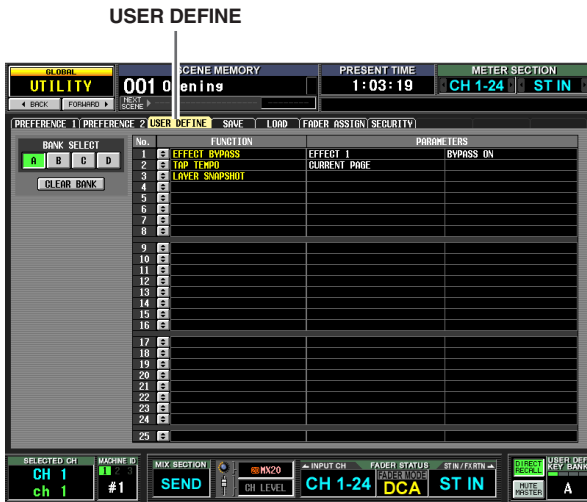 USER DEFINE
GLOBAL
UTILITY
BACK FORWARD
SCENE MEMORY
001 Opening
NEXT
SCENE
PRESENT TIME
1:03:19
METER SECTION
CH 1-24 ST IN
PREFERENCE 1 PREFERENCE 2 USER DEFINE SAVE LOAD FADER ASSIGN SECURITY
BANK SELECT
A B C D
CLEAR BANK
No. FUNCTION PARAMETERS
1 EFFECT BYPASS EFFECT 1 BYPASS ON
2 TAP TEMPO CURRENT PAGE
3 LAYER SNAPSHOT
4
5
6
7
8
9
10
11
12
13
14
15
16
17
18
19
20
21
22
23
24
25
SELECTED CH
CH 1
ch 1
MACHINE ID
1 2 3
#1
MIX SECTION
SEND
MX20
CH LEVEL
INPUT CH FADER STATUS ST IN / FXRTN
CH 1-24
FADER MODE
DCA
ST IN
DIRECT
RECALL
MUTE
MASTER
USER DEF
KEY BANK
A